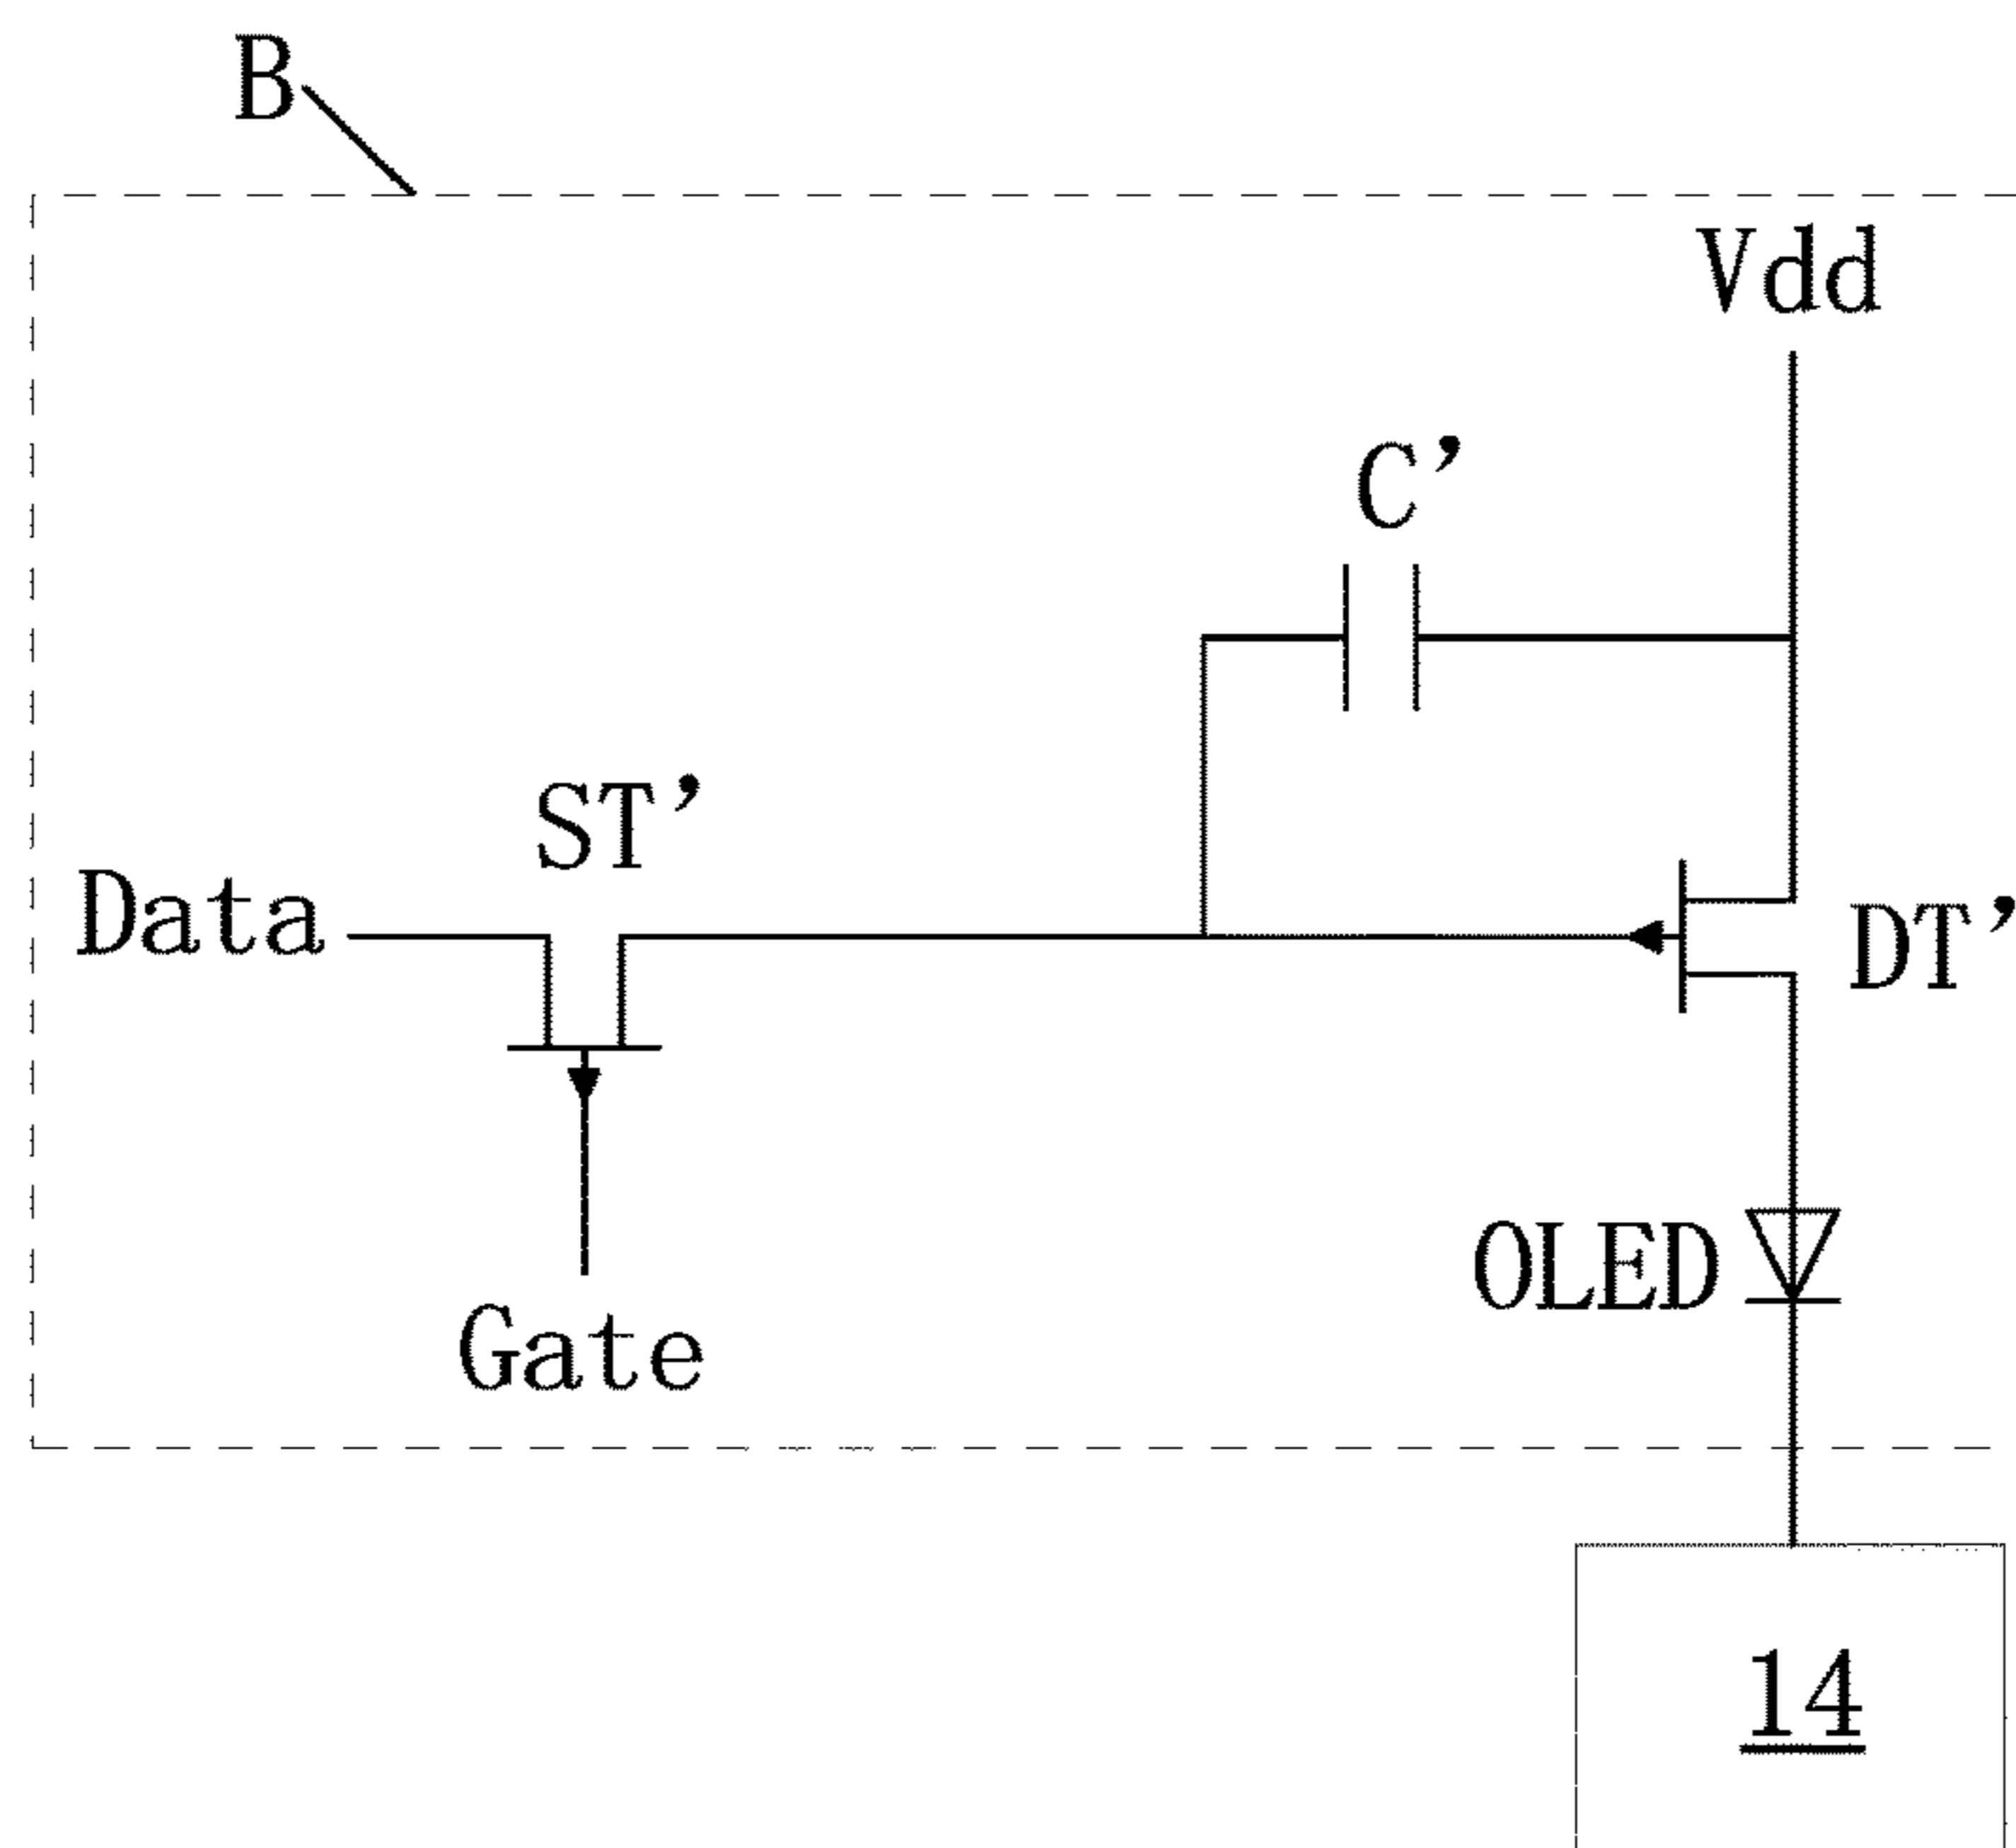 B
Vdd
C’
ST’
Data
DT’
OLED
Gate
14